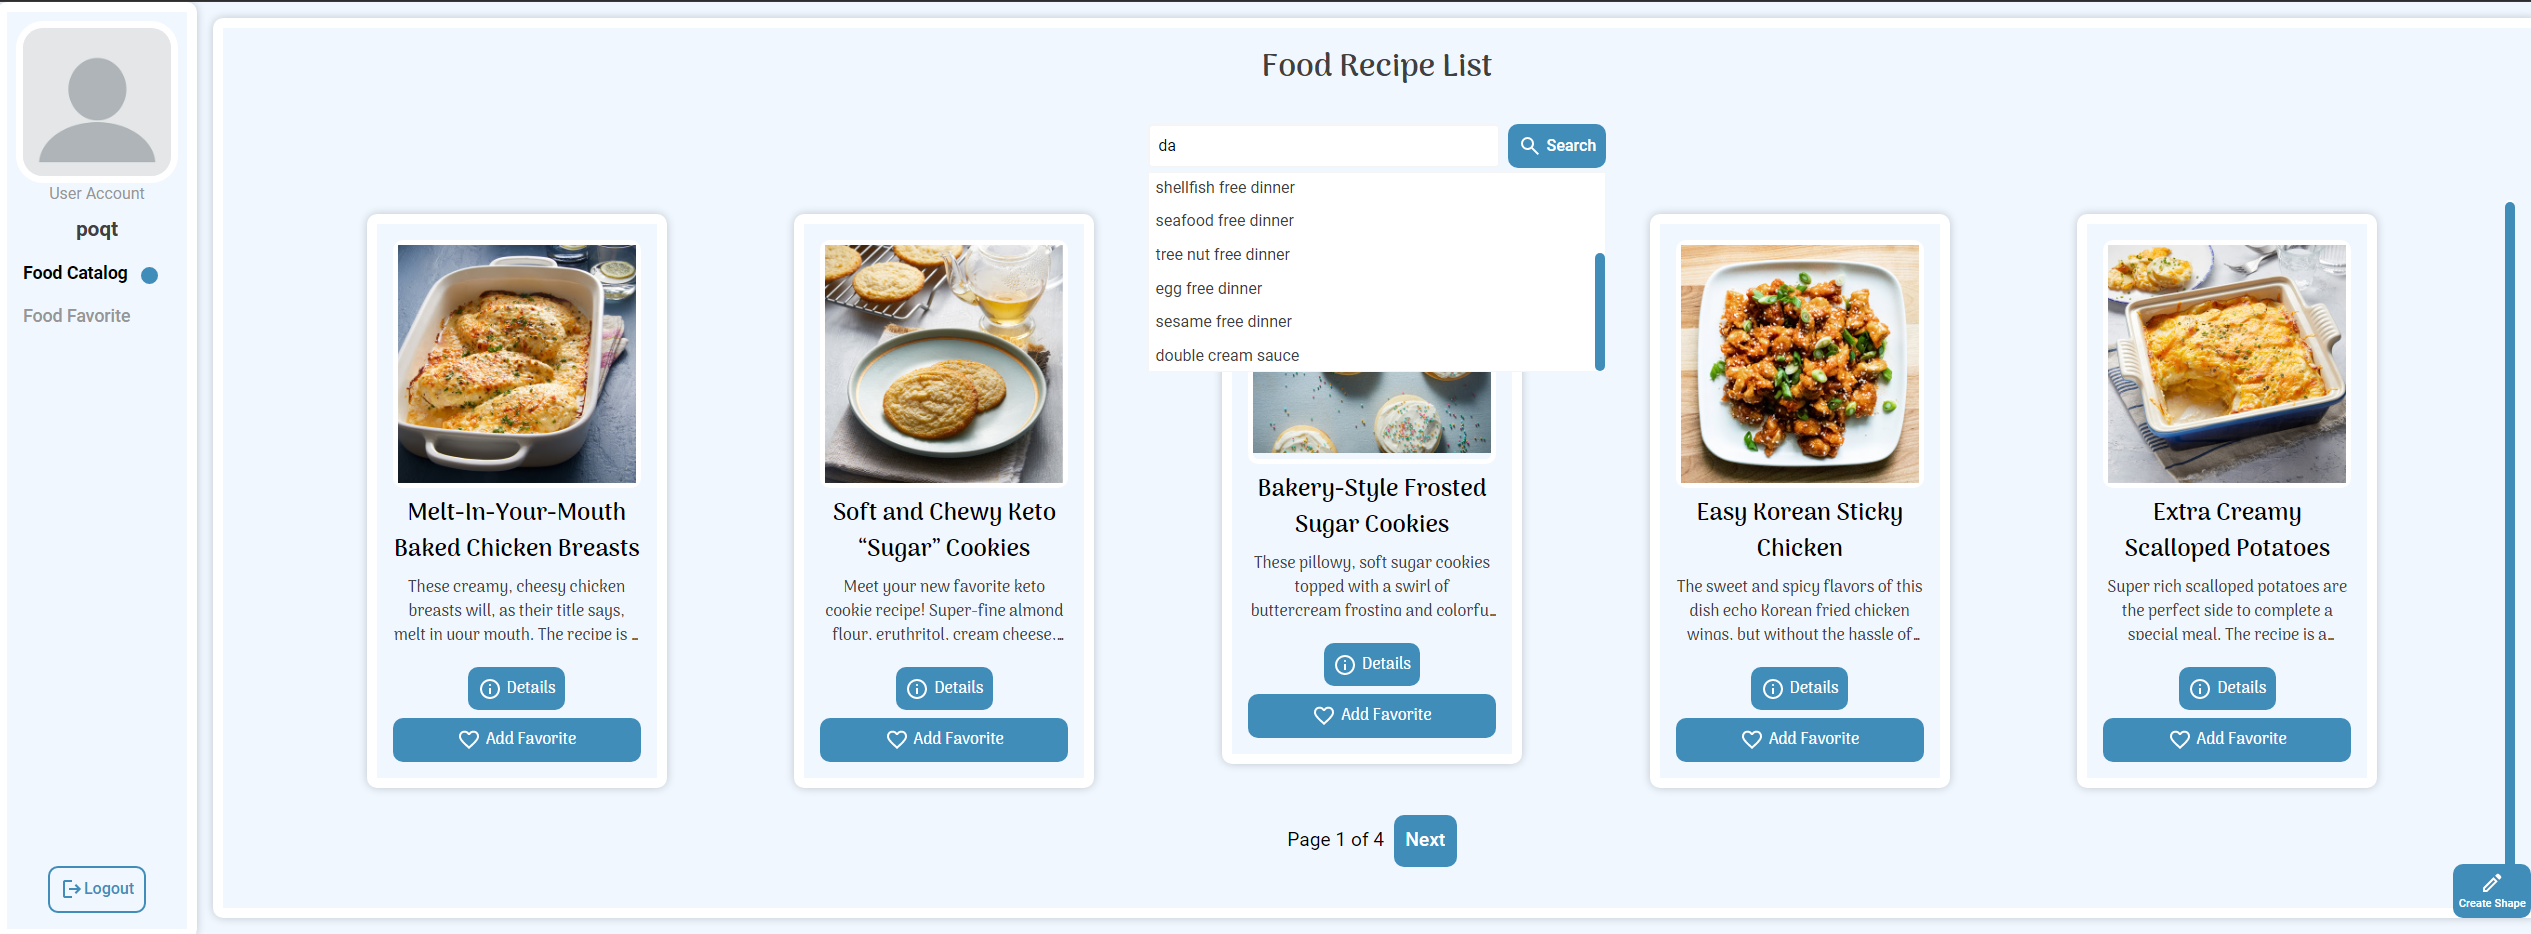 User Account
poqt
Food Catalog
Food Favorite
Logout
Food Recipe List
da
Search
shellfish free dinner
seafood free dinner
tree nut free dinner
egg free dinner
sesame free dinner
double cream sauce
Melt-In-Your-Mouth
Baked Chicken Breasts
These creamy, cheesy chicken
breasts will, as their title says,
melt in your mouth. The recipe is ...
Details
Add Favorite
Soft and Chewy Keto
“Sugar” Cookies
Meet your new favorite keto
cookie recipe! Super-fine almond
flour, erythritol, cream cheese,...
Details
Add Favorite
Bakery-Style Frosted
Sugar Cookies
These pillowy, soft sugar cookies
topped with a swirl of
buttercream frosting and colorfu...
Details
Add Favorite
Easy Korean Sticky
Chicken
The sweet and spicy flavors of this
dish echo Korean fried chicken
wings, but without the hassle of...
Details
Add Favorite
Extra Creamy
Scalloped Potatoes
Super rich scalloped potatoes are
the perfect side to complete a
special meal. The recipe is a...
Details
Add Favorite
Page 1 of 4
Next
Create Shape